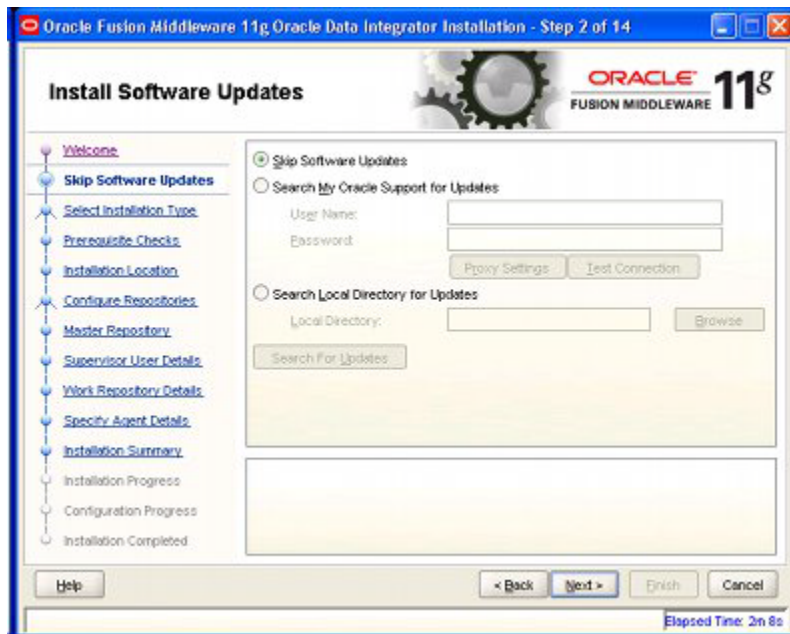 Oracle Fusion Middleware 11g Oracle Data Integrator Installation - Step 2 of 14
Install Software Updates
ORACLE
FUSION MIDDLEWARE 11g
Welcome
Skip Software Updates
Select Installation Type
Prerequisite Checks
Installation Location
Configure Repositories
Master Repository
Supervisor User Details
Work Repository Details
Specify Agent Details
Installation Summary
Installation Progress
Configuration Progress
Installation Completed
Skip Software Updates
Search My Oracle Support for Updates
User Name:
Password:
Proxy Settings Test Connection
Search Local Directory for Updates
Local Directory: Browse
Search For Updates
Help < Back Next > Finish Cancel
Elapsed Time: 2m 8s